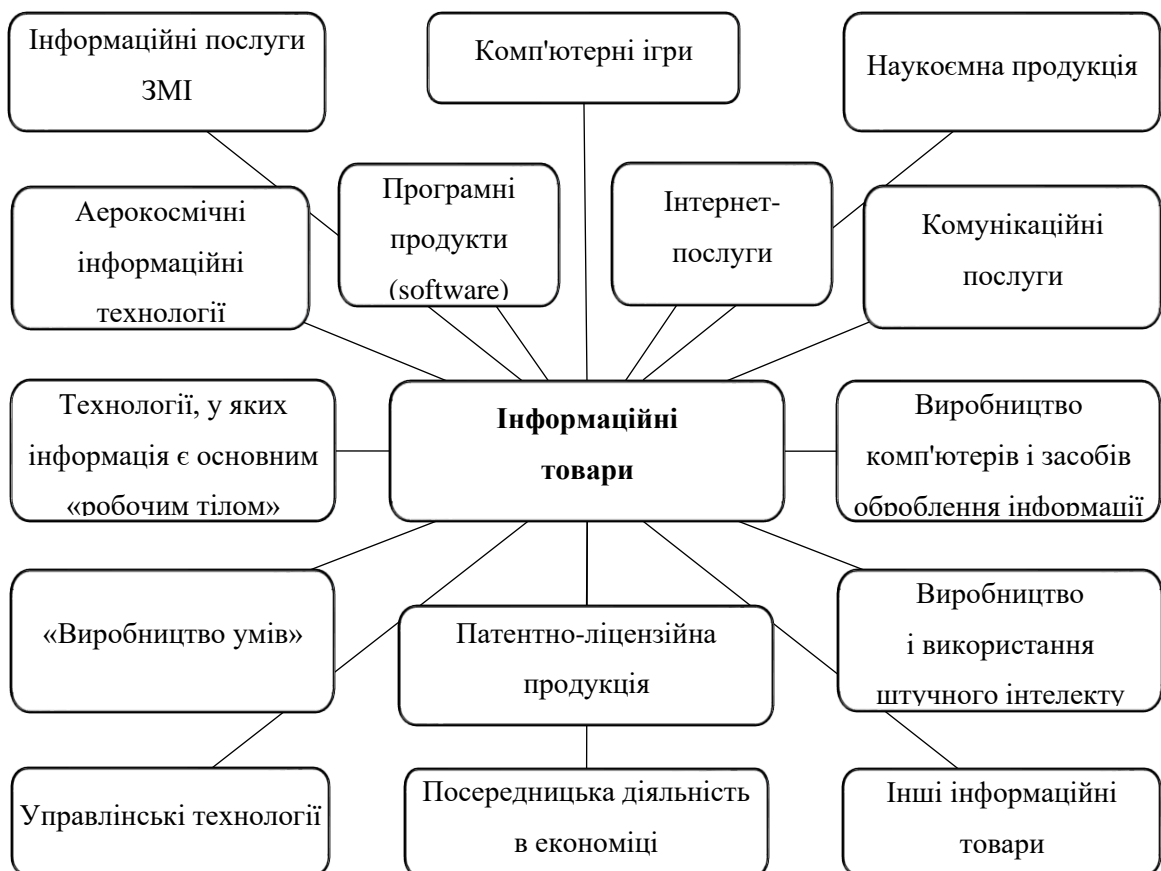 Інформаційні послуги
ЗМІ
Комп'ютерні ігри
Наукоємна продукція
Аерокосмічні
інформаційні
технології
Програмні
продукти
(software)
Інтернет-
послуги
Комунікаційні
послуги
Технології, у яких
інформація є основним
«робочим тілом»
Інформаційні
товари
Виробництво
комп'ютерів і засобів
оброблення інформації
«Виробництво умів»
Патентно-ліцензійна
продукція
Виробництво
і використання
штучного інтелекту
Управлінські технології
Посередницька діяльність
в економіці
Інші інформаційні
товари